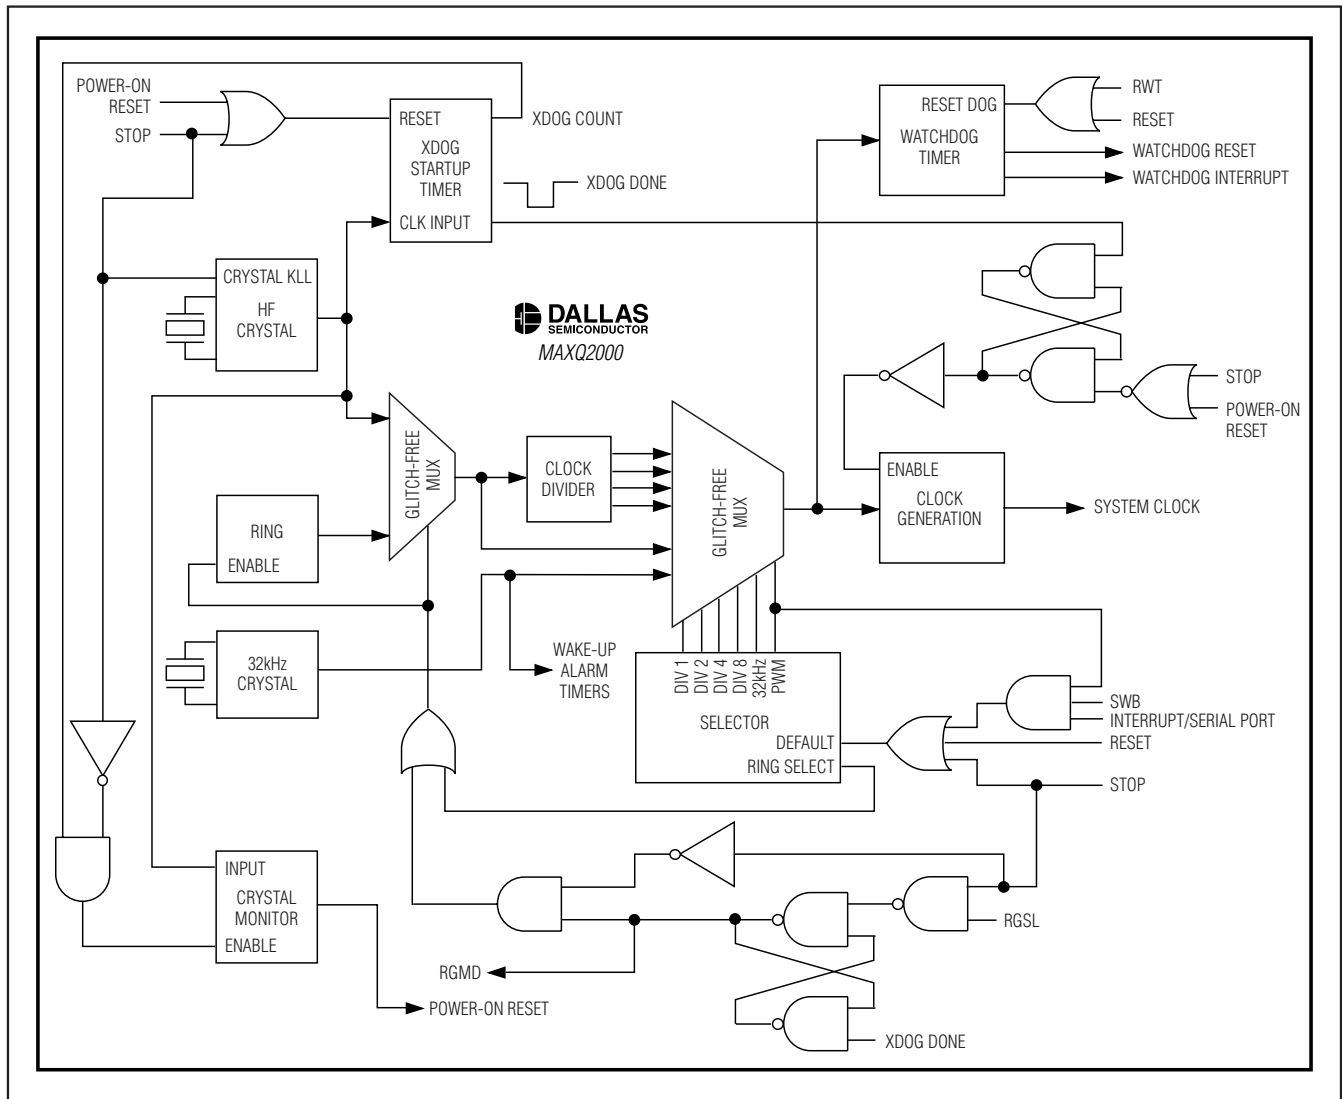 POWER-ON
RESET
STOP
RESET
XDOG
STARTUP
TIMER
CLK INPUT
XDOG COUNT
XDOG DONE
RESET DOG
WATCHDOG
TIMER
RWT
RESET
WATCHDOG RESET
WATCHDOG INTERRUPT
CRYSTAL KLL
HF
CRYSTAL
DALLAS
SEMICONDUCTOR
MAXQ2000
STOP
POWER-ON
RESET
GLITCH-FREE
MUX
CLOCK
DIVIDER
GLITCH-FREE
MUX
ENABLE
CLOCK
GENERATION
SYSTEM CLOCK
RING
ENABLE
32kHz
CRYSTAL
WAKE-UP
ALARM
TIMERS
DIV 1
DIV 2
DIV 4
DIV 8
32kHz
PWM
SELECTOR
DEFAULT
RING SELECT
SWB
INTERRUPT/SERIAL PORT
RESET
STOP
INPUT
CRYSTAL
MONITOR
ENABLE
RGSL
RGMD
POWER-ON RESET
XDOG DONE